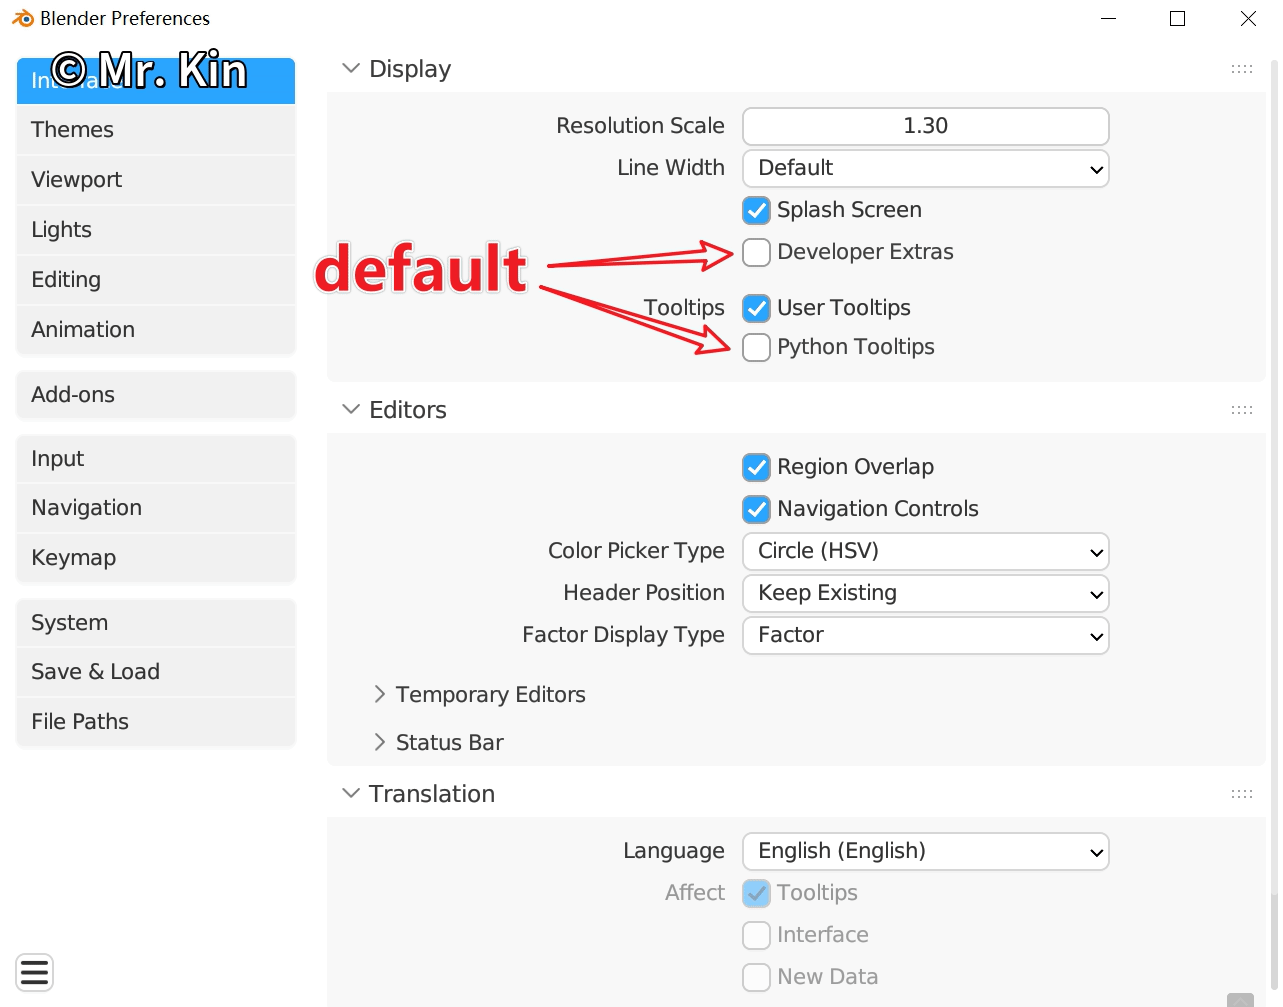 Blender Preferences
© Mr. Kin
Themes
Viewport
Lights
Editing
Animation
Add-ons
Input
Navigation
Keymap
System
Save & Load
File Paths
Display
Resolution Scale 1.30
Line Width Default
Splash Screen
Developer Extras
default
Tooltips User Tooltips
Python Tooltips
Editors
Region Overlap
Navigation Controls
Color Picker Type Circle (HSV)
Header Position Keep Existing
Factor Display Type Factor
Temporary Editors
Status Bar
Translation
Language English (English)
Affect Tooltips
Interface
New Data